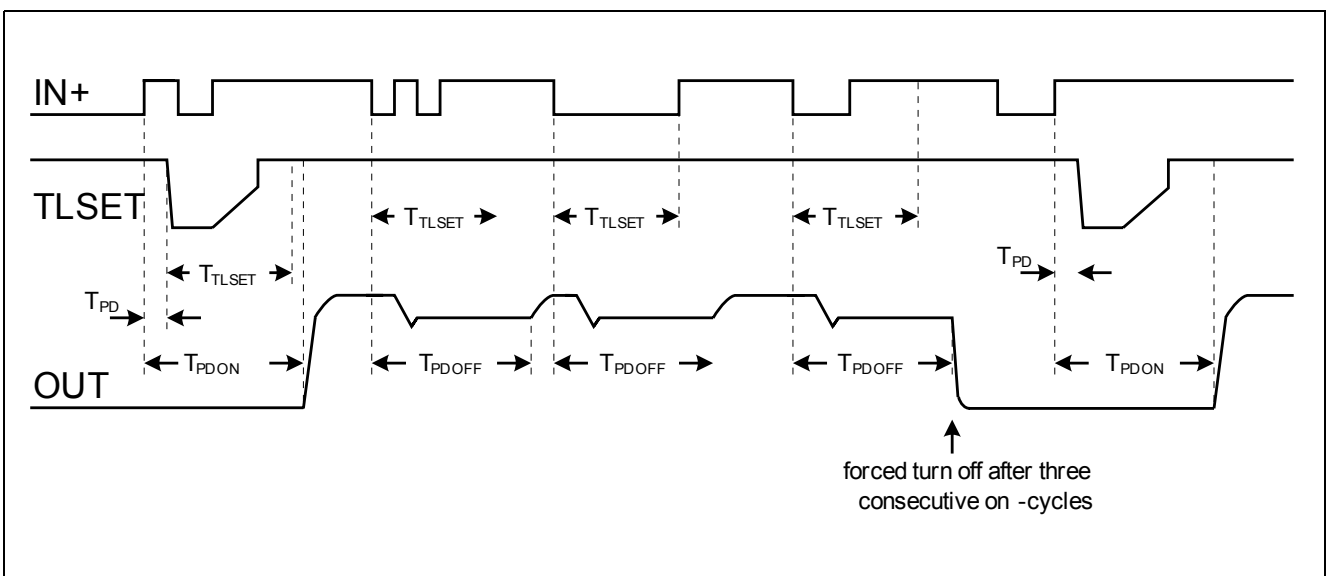 IN+
TLSET
T_TLSET T_TLSET T_TLSET
T_PD
T_TLSET
T_PD
T_PDON T_PDOFF T_PDOFF T_PDOFF T_PDON
OUT
forced turn off after three
consecutive on -cycles